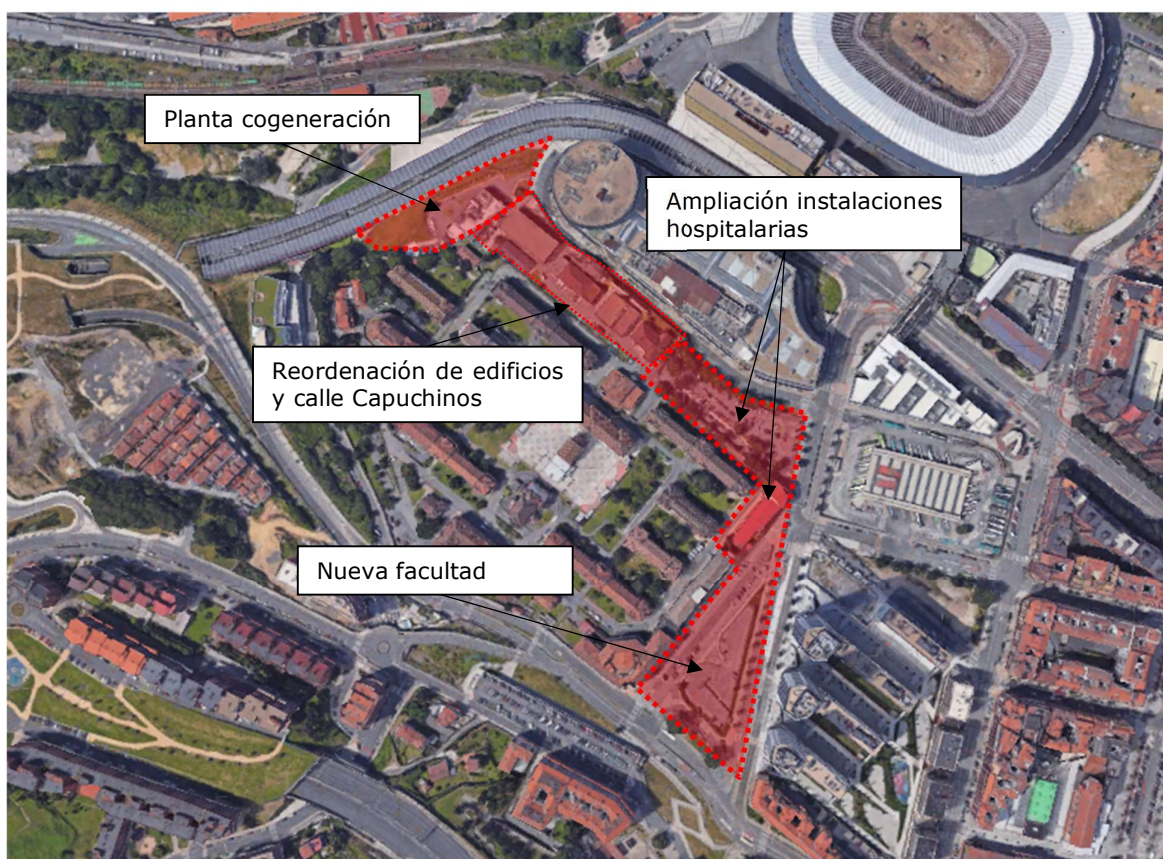 Planta cogeneración
Ampliación instalaciones
hospitalarias
Reordenación de edificios
y calle Capuchinos
Nueva facultad